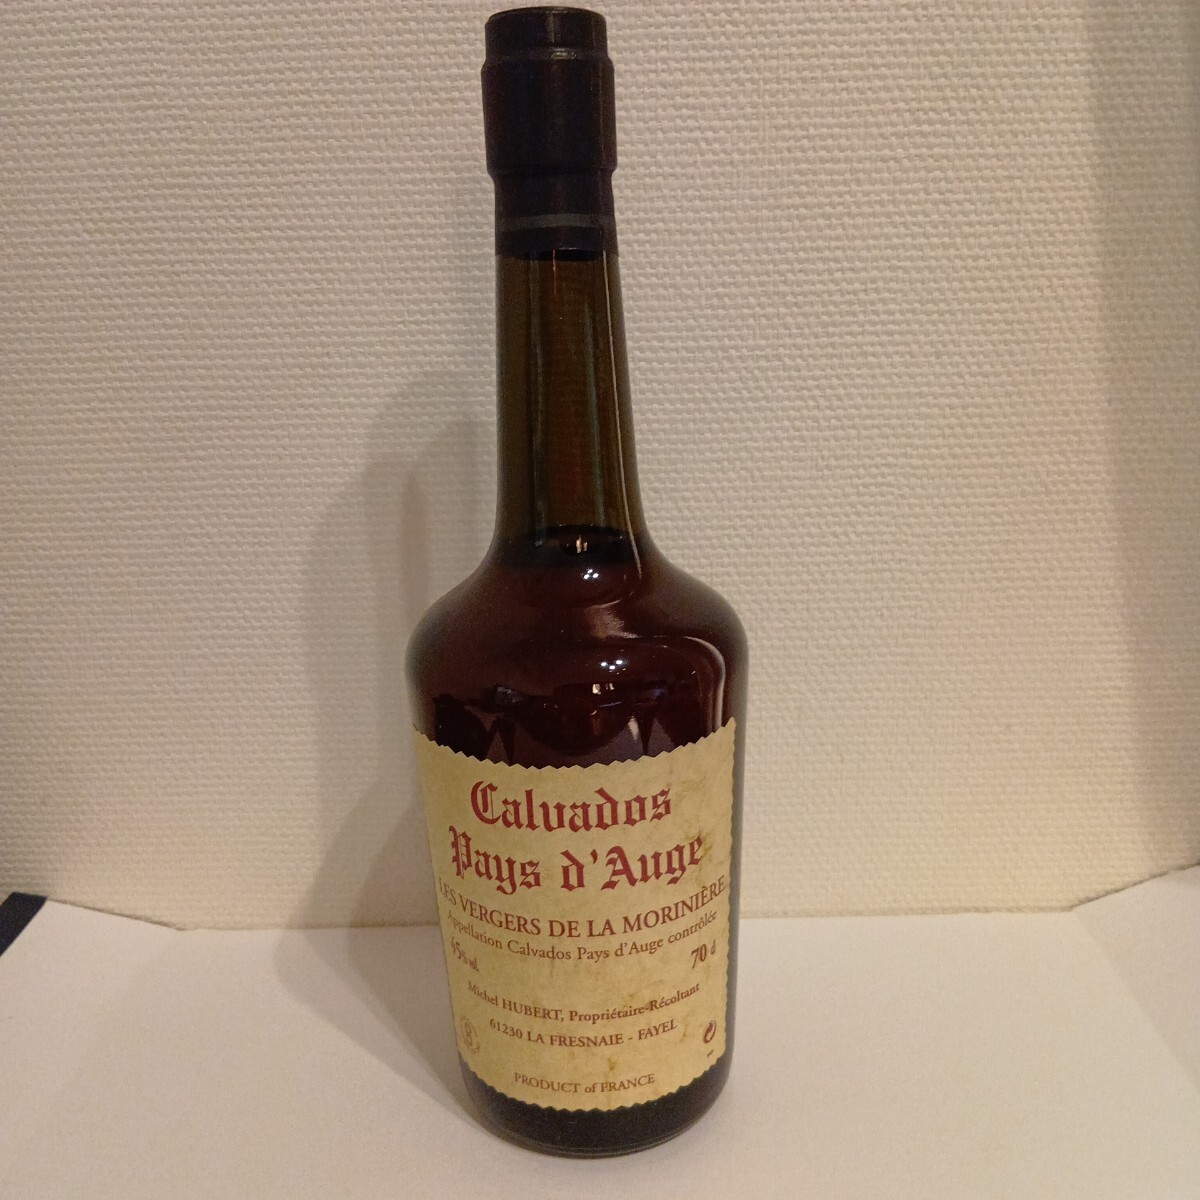 Calvados
Pays d'Auge
LES VERGERS DE LA MORINIÈRE
Appellation Calvados Pays d'Auge contrôlée
45% vol. 70 cl
Michel HUBERT, Propriétaire-Récoltant
61230 LA FRESNAIE - FAYEL
PRODUCT of FRANCE